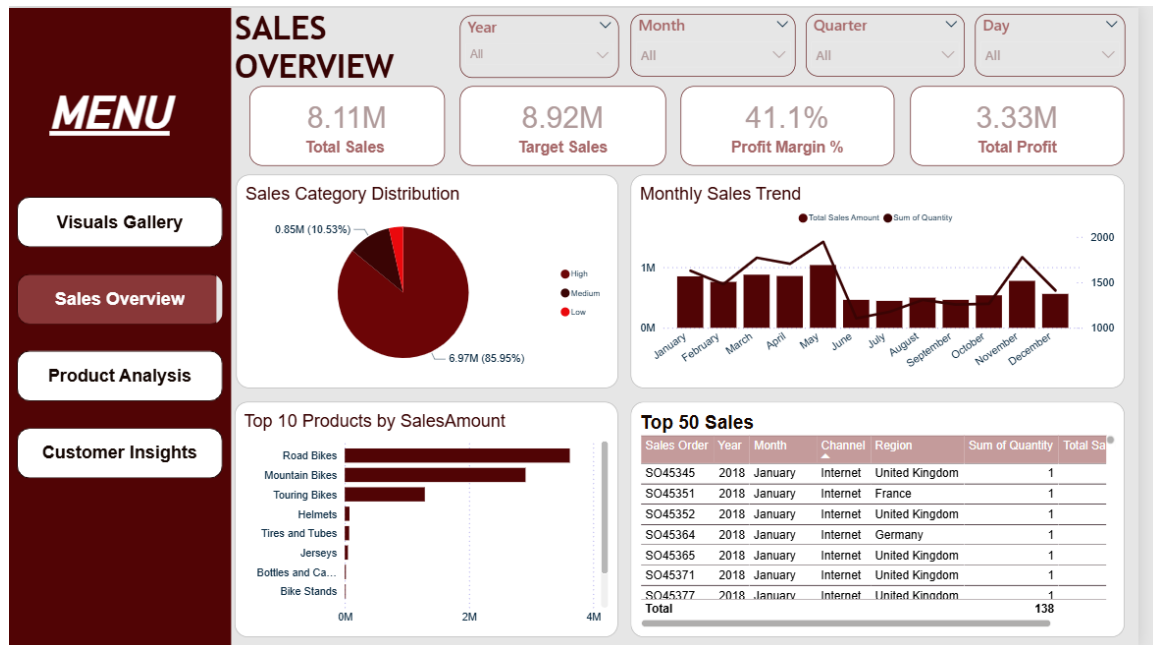 SALES
OVERVIEW
Year
All
Month
All
Quarter
All
Day
All
MENU
8.11M
Total Sales
8.92M
Target Sales
41.1%
Profit Margin %
3.33M
Total Profit
Visuals Gallery
Sales Overview
Product Analysis
Customer Insights
Sales Category Distribution
0.85M (10.53%)
6.97M (85.95%)
High
Medium
Low
Monthly Sales Trend
Total Sales Amount
Sum of Quantity
1M
0M
2000
1500
1000
January
February
March
April
May
June
July
August
September
October
November
December
Top 10 Products by SalesAmount
Road Bikes
Mountain Bikes
Touring Bikes
Helmets
Tires and Tubes
Jerseys
Bottles and Ca...
Bike Stands
0M
2M
4M
Top 50 Sales
Sales Order Year Month Channel Region Sum of Quantity Total Sa
SO45345 2018 January Internet United Kingdom 1
SO45351 2018 January Internet France 1
SO45352 2018 January Internet United Kingdom 1
SO45364 2018 January Internet Germany 1
SO45365 2018 January Internet United Kingdom 1
SO45371 2018 January Internet United Kingdom 1
SO45377 2018 January Internet United Kingdom 1
Total 138